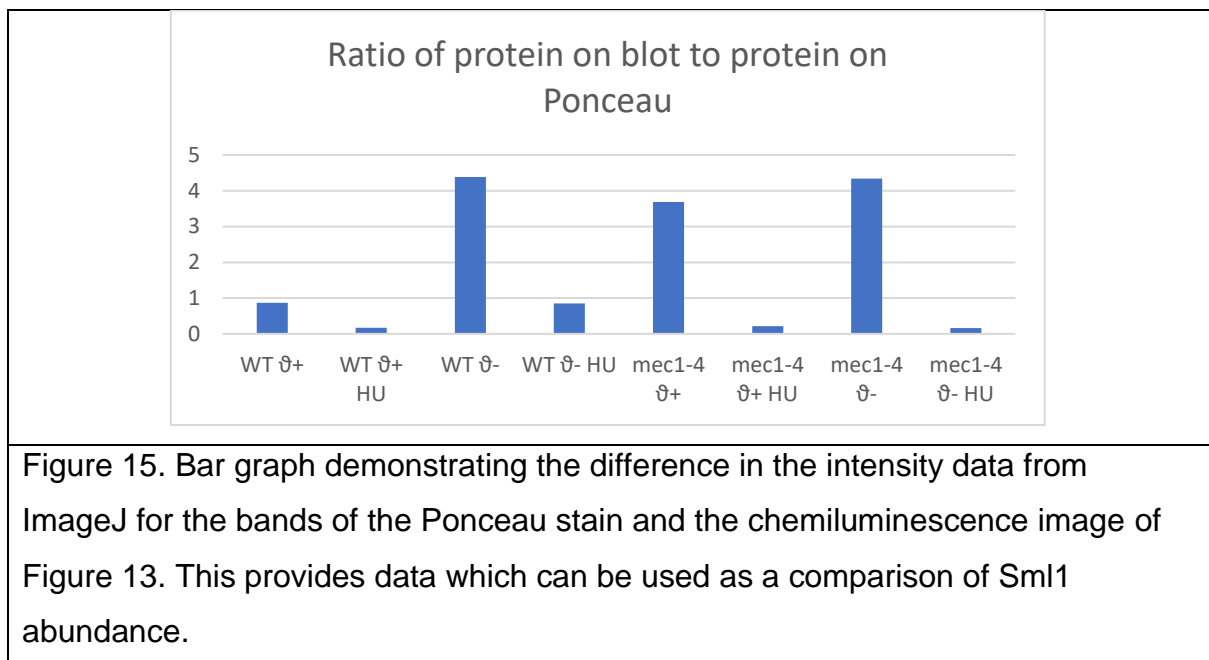 Ratio of protein on blot to protein on
Ponceau
5
4
3
2
1
0
WT ϑ+
WT ϑ+
HU
WT ϑ-
WT ϑ- HU
mec1-4
ϑ+
mec1-4
ϑ+ HU
mec1-4
ϑ-
mec1-4
ϑ- HU
Figure 15. Bar graph demonstrating the difference in the intensity data from
ImageJ for the bands of the Ponceau stain and the chemiluminescence image of
Figure 13. This provides data which can be used as a comparison of Sml1
abundance.